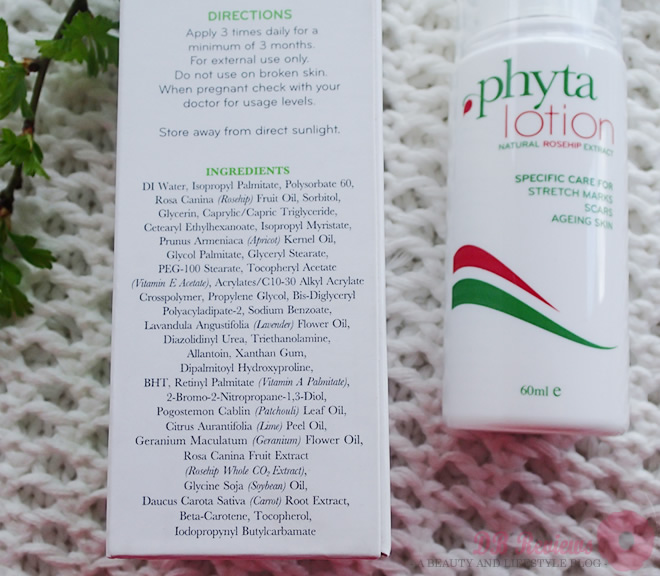 DIRECTIONS
Apply 3 times daily for a
minimum of 3 months.
For external use only.
Do not use on broken skin.
When pregnant check with your
doctor for usage levels.
Store away from direct sunlight.
INGREDIENTS
DI Water, Isopropyl Palmitate, Polysorbate 60,
Rosa Canina (Rosehip) Fruit Oil, Sorbitol,
Glycerin, Caprylic/Capric Triglyceride,
Cetearyl Ethylhexanoate, Isopropyl Myristate,
Prunus Armeniaca (Apricot) Kernel Oil,
Glycol Palmitate, Glyceryl Stearate,
PEG-100 Stearate, Tocopheryl Acetate
(Vitamin E Acetate), Acrylates/C10-30 Alkyl Acrylate
Crosspolymer, Propylene Glycol, Bis-Diglyceryl
Polyacyladipate-2, Sodium Benzoate,
Lavandula Angustifolia (Lavender) Flower Oil,
Diazolidinyl Urea, Triethanolamine,
Allantoin, Xanthan Gum,
Dipalmitoyl Hydroxyproline,
BHT, Retinyl Palmitate (Vitamin A Palmitate),
2-Bromo-2-Nitropropane-1,3-Diol,
Pogostemon Cablin (Patchouli) Leaf Oil,
Citrus Aurantifolia (Lime) Peel Oil,
Geranium Maculatum (Geranium) Flower Oil,
Rosa Canina Fruit Extract
(Rosehip Whole CO2 Extract),
Glycine Soja (Soybean) Oil,
Daucus Carota Sativa (Carrot) Root Extract,
Beta-Carotene, Tocopherol,
Iodopropynyl Butylcarbamate
phyta
lotion
NATURAL ROSEHIP EXTRACT
SPECIFIC CARE FOR
STRETCH MARKS
SCARS
AGEING SKIN
60ml e
A BEAUTY AND LIFESTYLE BLOG